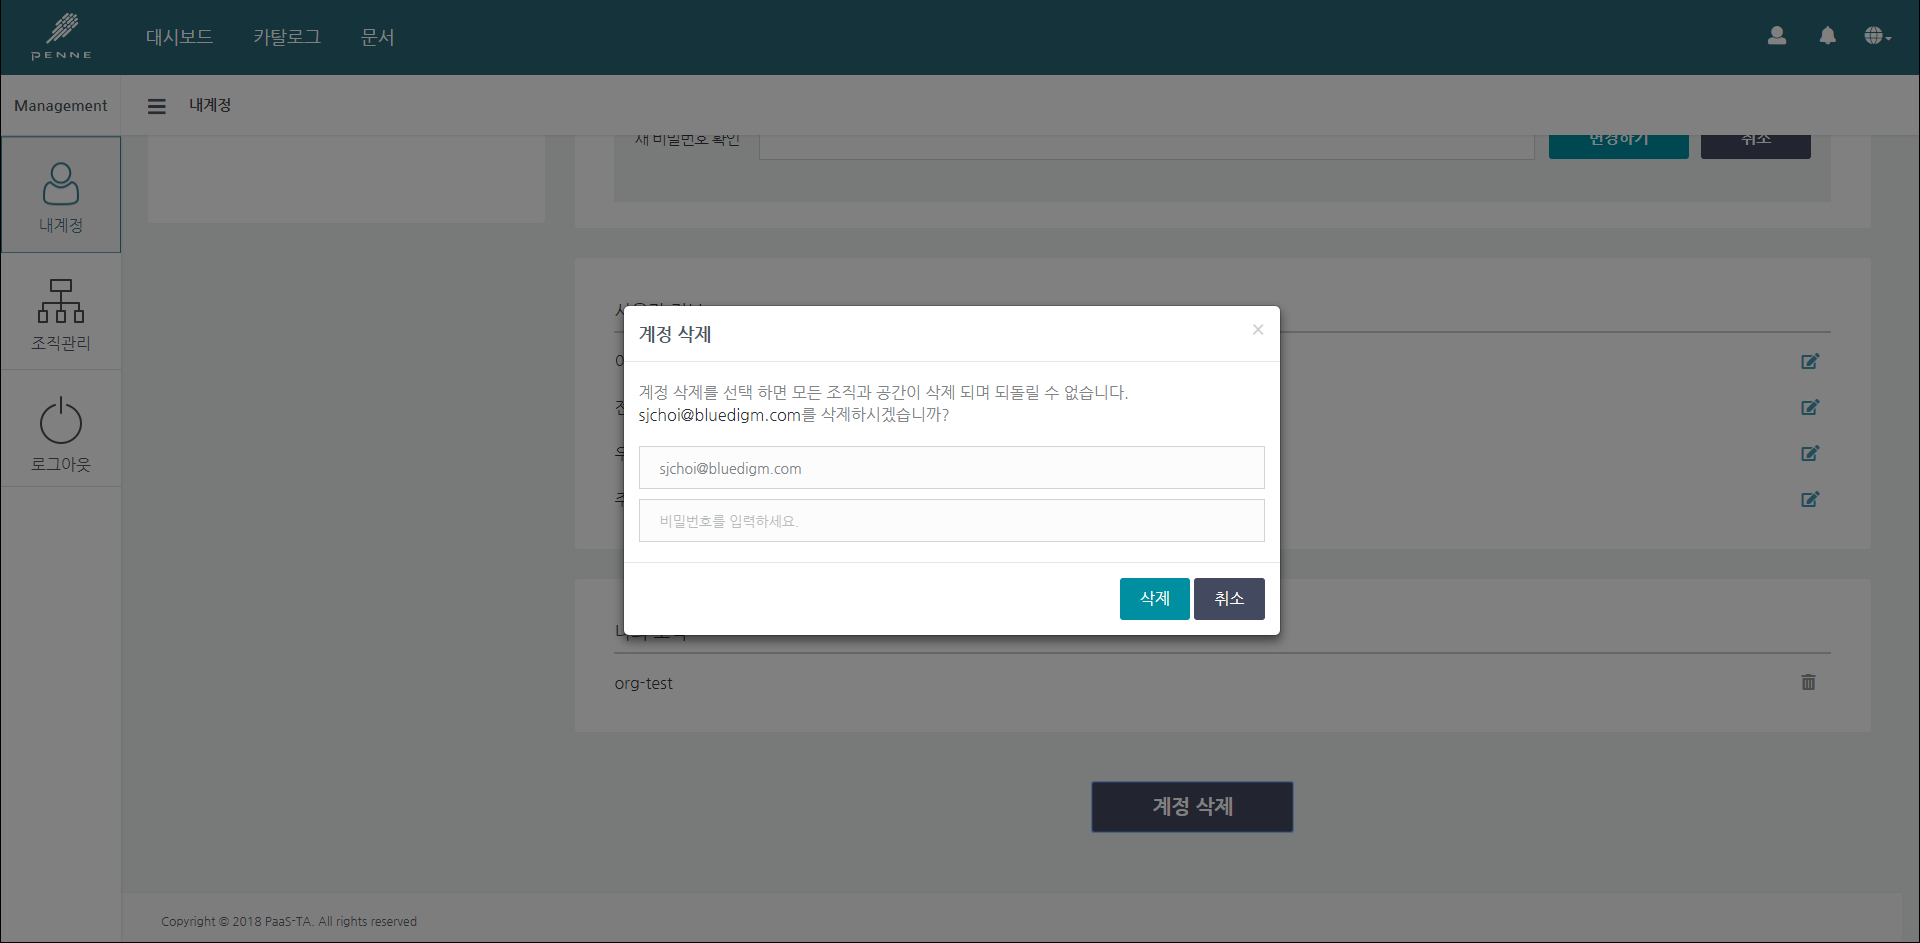 PENNE
대시보드
카탈로그
문서
Management
내계정
새 비밀번호 확인
변경하기
취소
내계정
조직관리
로그아웃
계정 삭제
×
계정 삭제를 선택 하면 모든 조직과 공간이 삭제 되며 되돌릴 수 없습니다.
sjchoi@bluedigm.com를 삭제하시겠습니까?
sjchoi@bluedigm.com
비밀번호를 입력하세요.
삭제
취소
org-test
계정 삭제
Copyright © 2018 PaaS-TA. All rights reserved